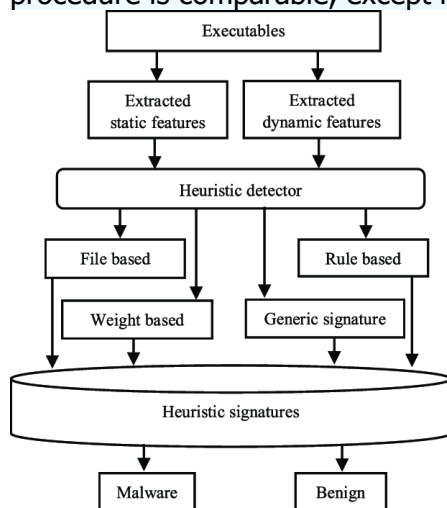 procedure is comparable, except
Executables
Extracted
static features
Extracted
dynamic features
Heuristic detector
File based
Rule based
Weight based
Generic signature
Heuristic signatures
Malware
Benign